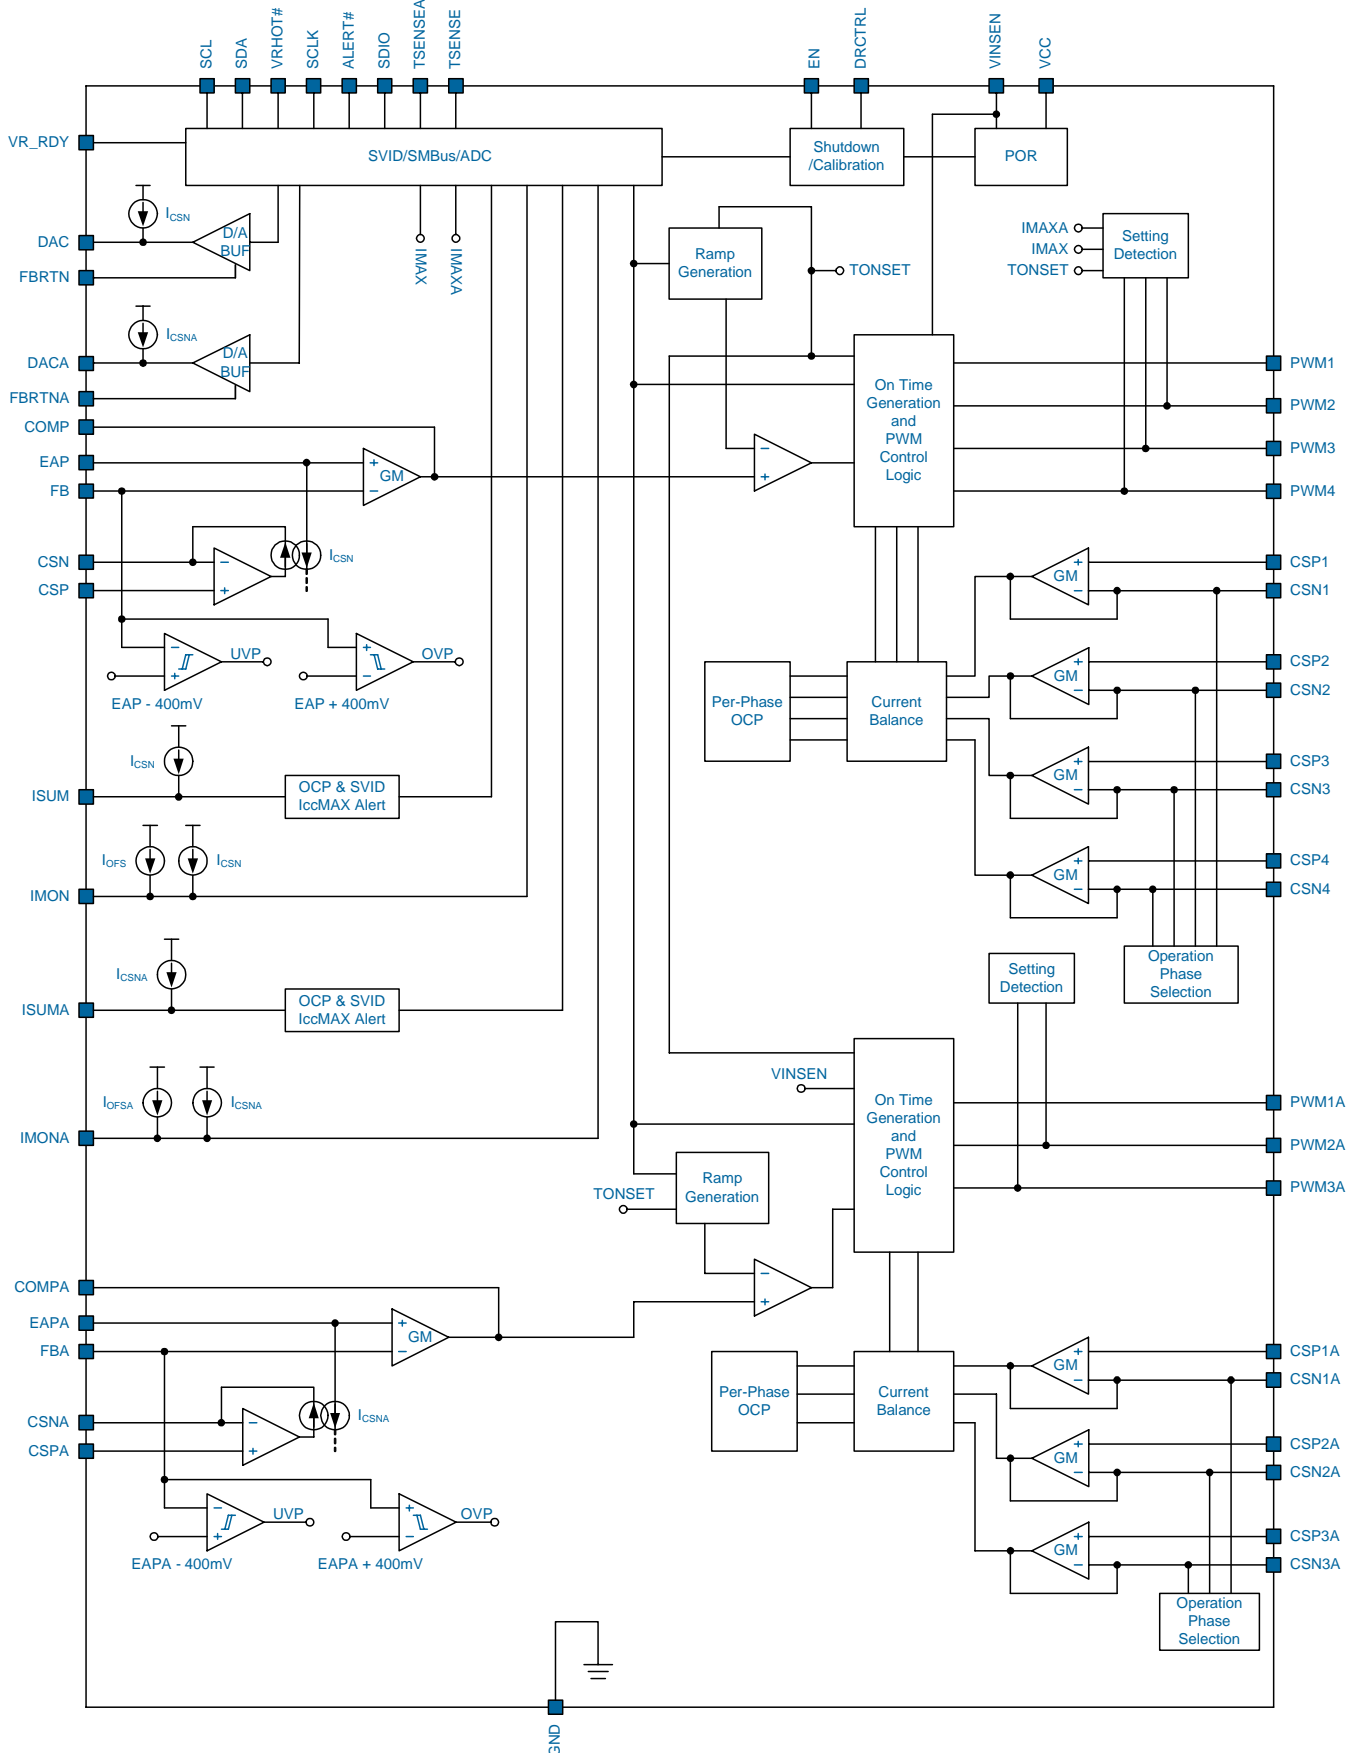 SCL
SDA
VRHOT#
SCLK
ALERT#
SDIO
TSENSEA
TSENSE
EN
DRCTRL
VINSEN
VCC
VR_RDY
SVID/SMBus/ADC
Shutdown
/Calibration
POR
ICSN
DAC
D/A
BUF
FBRTN
IMAX
IMAXA
Ramp
Generation
TONSET
IMAXA
IMAX
TONSET
Setting
Detection
ICSNA
DACA
D/A
BUF
FBRTNA
COMP
EAP
FB
+
GM
−
−
+
On Time
Generation
and
PWM
Control
Logic
PWM1
PWM2
PWM3
PWM4
CSN
CSP
−
+
ICSN
−
+
UVP
EAP - 400mV
+
−
OVP
EAP + 400mV
CSP1
CSN1
+
GM
−
CSP2
CSN2
+
GM
−
CSP3
CSN3
+
GM
−
CSP4
CSN4
+
GM
−
Per-Phase
OCP
Current
Balance
ICSN
ISUM
OCP & SVID
IccMAX Alert
IOFS
ICSN
IMON
ICSNA
ISUMA
OCP & SVID
IccMAX Alert
Setting
Detection
Operation
Phase
Selection
IOFSA
ICSNA
IMONA
VINSEN
On Time
Generation
and
PWM
Control
Logic
PWM1A
PWM2A
PWM3A
TONSET
Ramp
Generation
COMPA
EAPA
FBA
+
GM
−
−
+
CSNA
CSPA
−
+
ICSNA
−
+
UVP
EAPA - 400mV
+
−
OVP
EAPA + 400mV
Per-Phase
OCP
Current
Balance
CSP1A
CSN1A
+
GM
−
CSP2A
CSN2A
+
GM
−
CSP3A
CSN3A
+
GM
−
Operation
Phase
Selection
GND